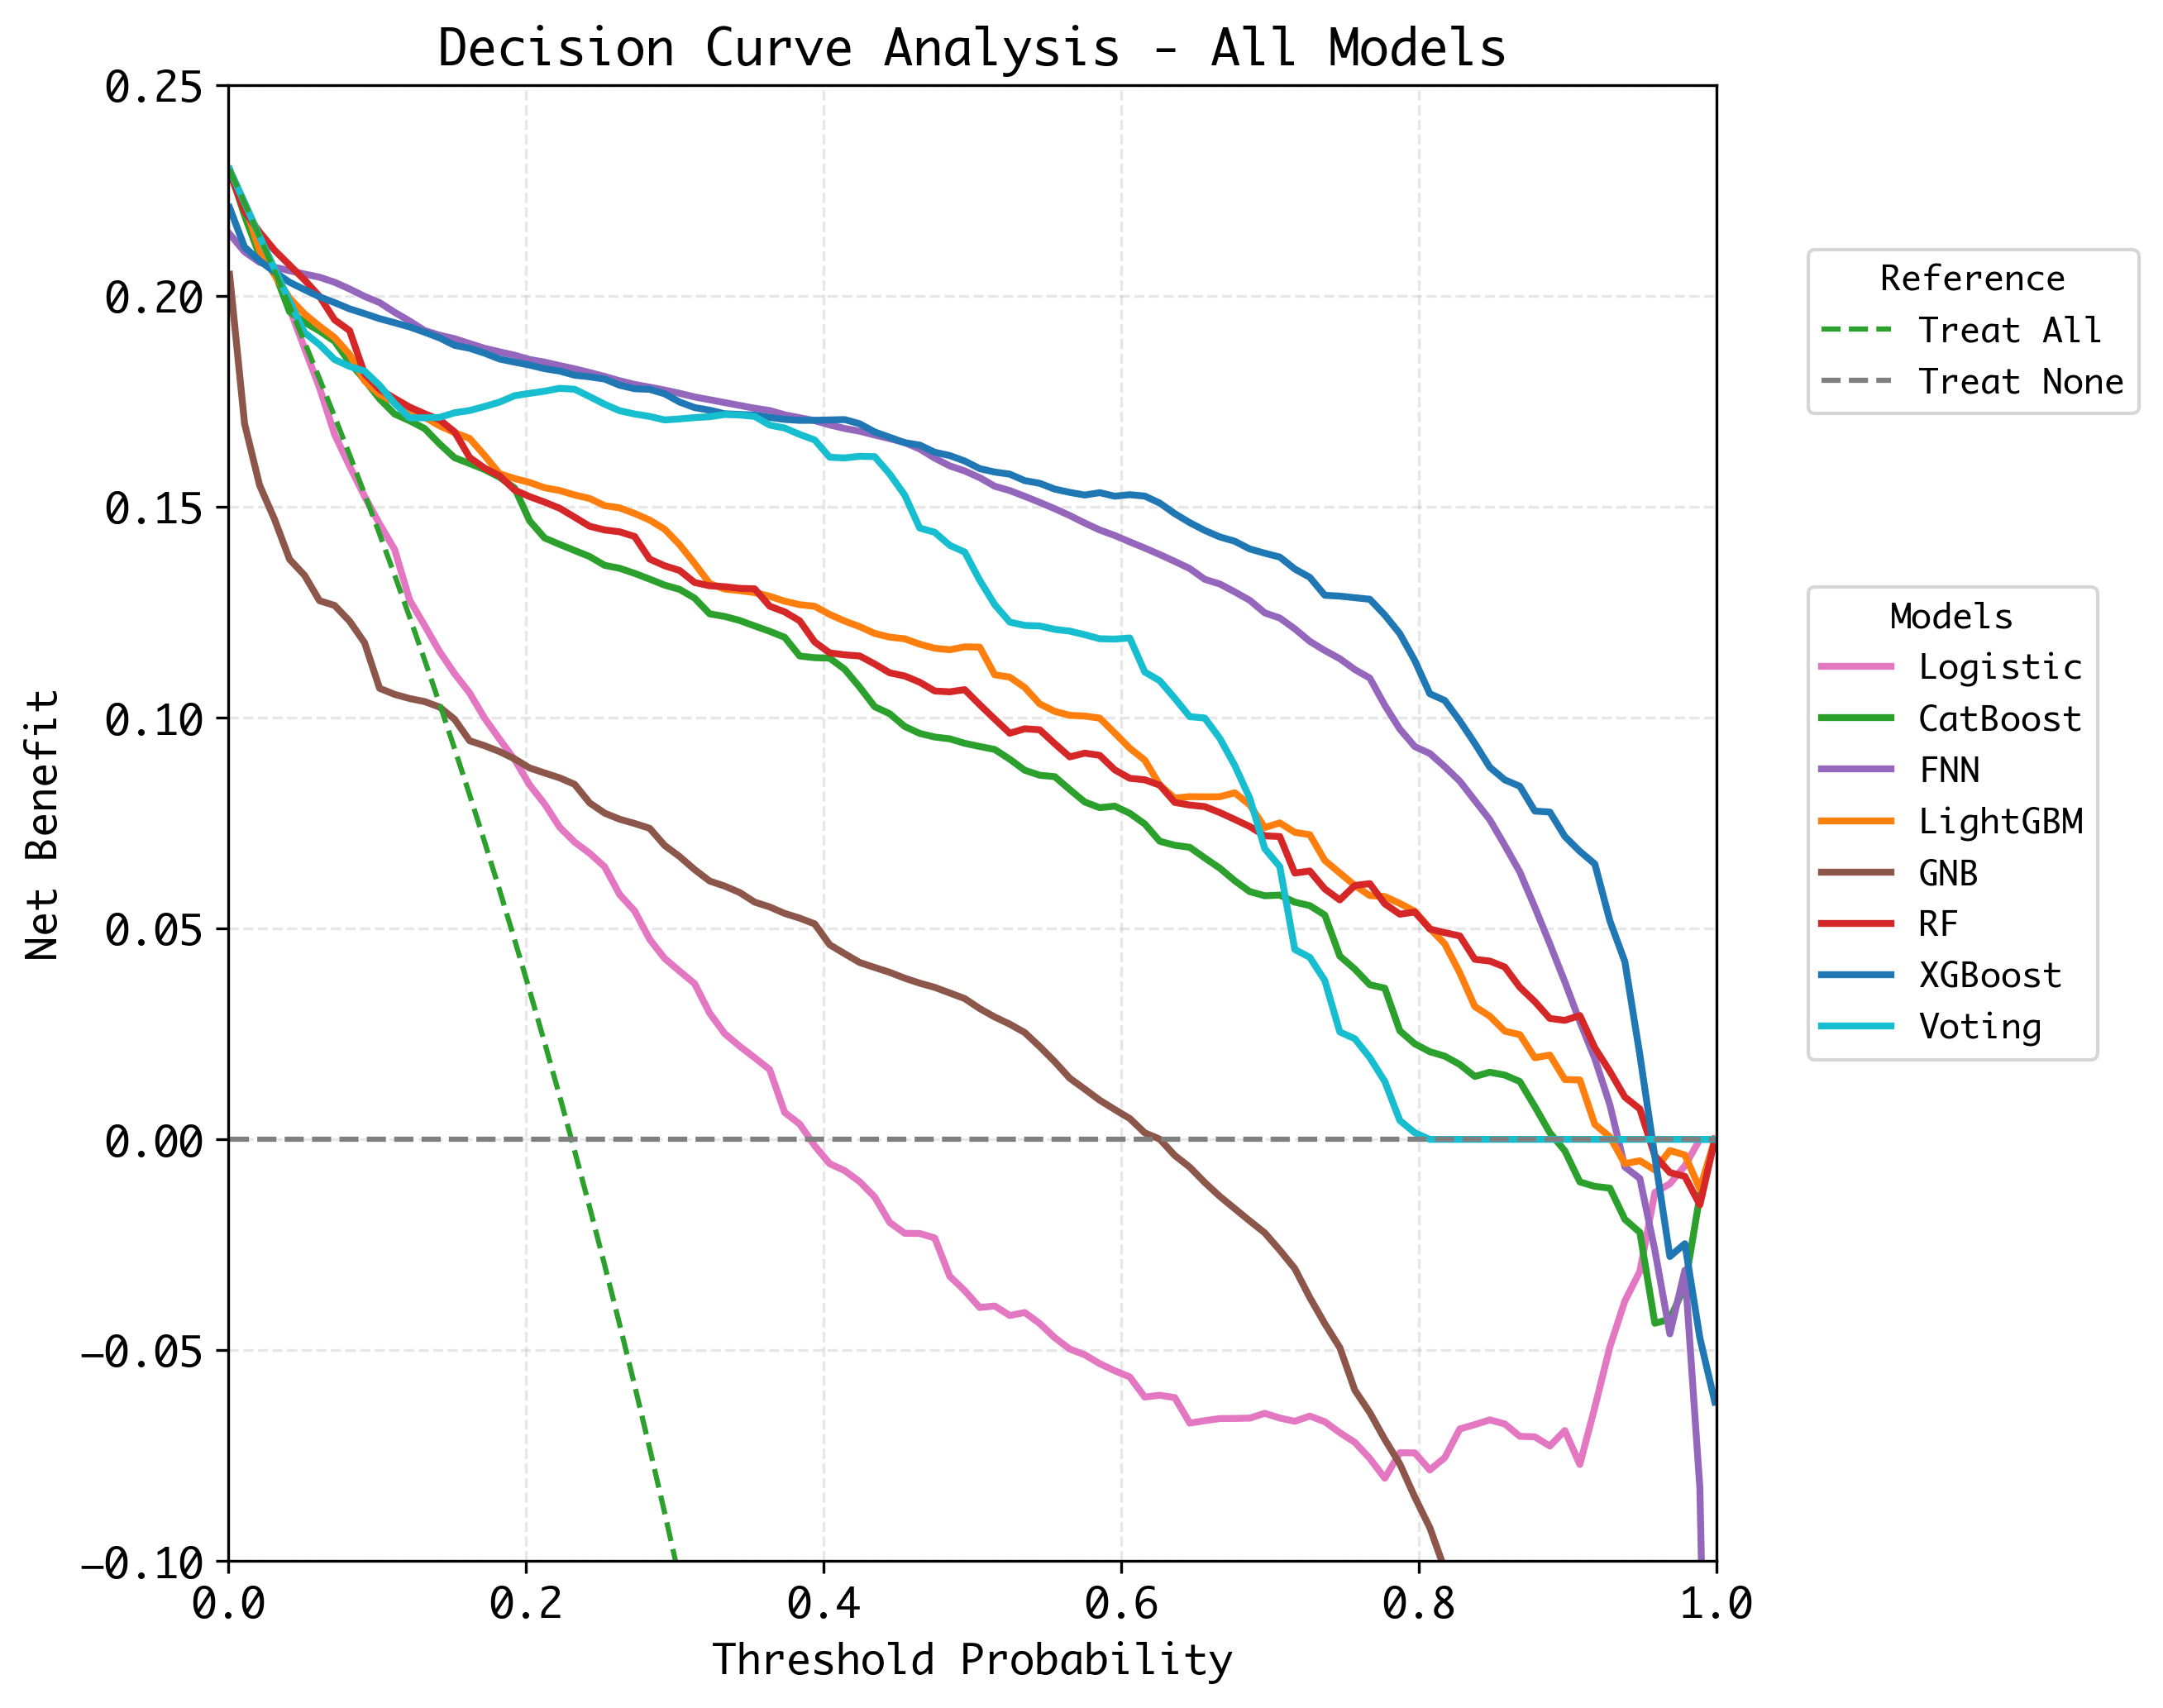 Decision Curve Analysis - All Models
0.25
0.20
0.15
0.10
0.05
0.00
−0.05
−0.10
Net Benefit
0.0 0.2 0.4 0.6 0.8 1.0
Threshold Probability
Reference
Treat All
Treat None
Models
Logistic
CatBoost
FNN
LightGBM
GNB
RF
XGBoost
Voting